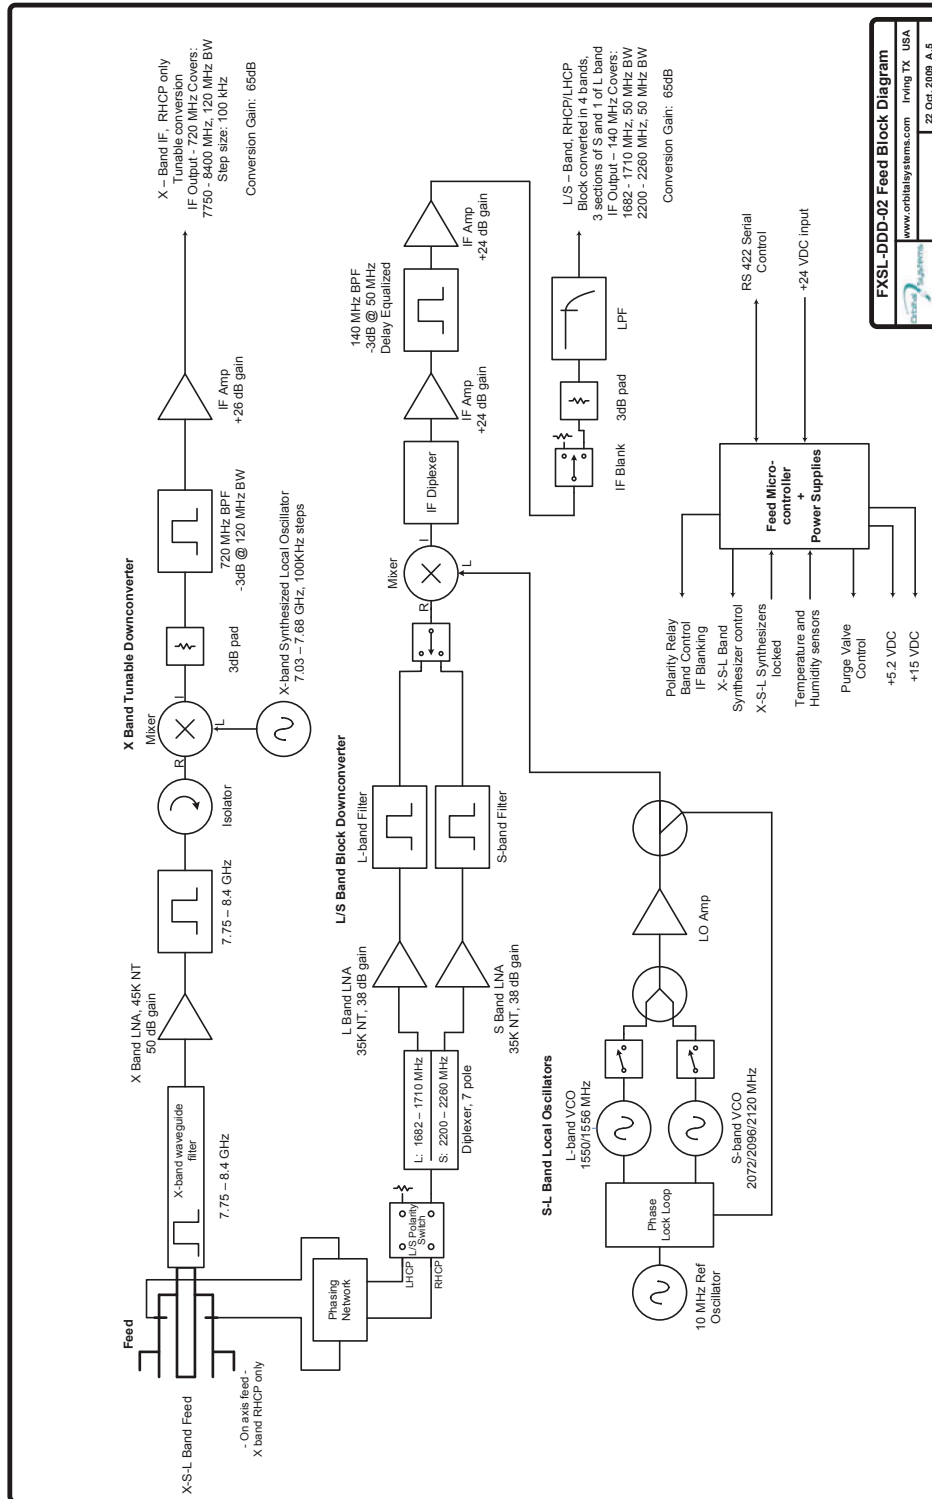 X-S-L Band Feed
Feed
- On axis feed -
X band RHCP only
X-band waveguide
filter
7.75 – 8.4 GHz
X Band LNA, 45K NT
50 dB gain
7.75 – 8.4 GHz
Isolator
X Band Tunable Downconverter
Mixer
R
I
L
X-band Synthesized Local Oscillator
7.03 – 7.68 GHz, 100KHz steps
3dB pad
720 MHz BPF
-3dB @ 120 MHz BW
IF Amp
+26 dB gain
X – Band IF, RHCP only
Tunable conversion
IF Output - 720 MHz Covers:
7750 - 8400 MHz, 120 MHz BW
Step size: 100 kHz
Conversion Gain: 65dB
Phasing
Network
LHCP
RHCP
L/S Polarity
Switch
L: 1682 – 1710 MHz
S: 2200 – 2260 MHz
Diplexer, 7 pole
L Band LNA
35K NT, 38 dB gain
S Band LNA
35K NT, 38 dB gain
L/S Band Block Downconverter
L-band Filter
S-band Filter
Mixer
R
I
L
IF Diplexer
IF Amp
+24 dB gain
140 MHz BPF
-3dB @ 50 MHz
Delay Equalized
IF Amp
+24 dB gain
IF Blank
3dB pad
LPF
L/S – Band, RHCP/LHCP
Block converted in 4 bands,
3 sections of S and 1 of L band
IF Output – 140 MHz Covers:
1682 - 1710 MHz, 50 MHz BW
2200 - 2260 MHz, 50 MHz BW
Conversion Gain: 65dB
S-L Band Local Oscillators
10 MHz Ref
Oscillator
Phase
Lock Loop
L-band VCO
1550/1556 MHz
S-band VCO
2072/2096/2120 MHz
LO Amp
Polarity Relay
Band Control
IF Blanking
X-S-L Band
Synthesizer control
X-S-L Synthesizers
locked
Temperature and
Humidity sensors
Purge Valve
Control
+5.2 VDC
+15 VDC
Feed Micro-
controller
+
Power Supplies
RS 422 Serial
Control
+24 VDC input
FXSL-DDD-02 Feed Block Diagram
Orbital Systems
www.orbitalsystems.com Irving TX USA
22 Oct. 2009 A.5